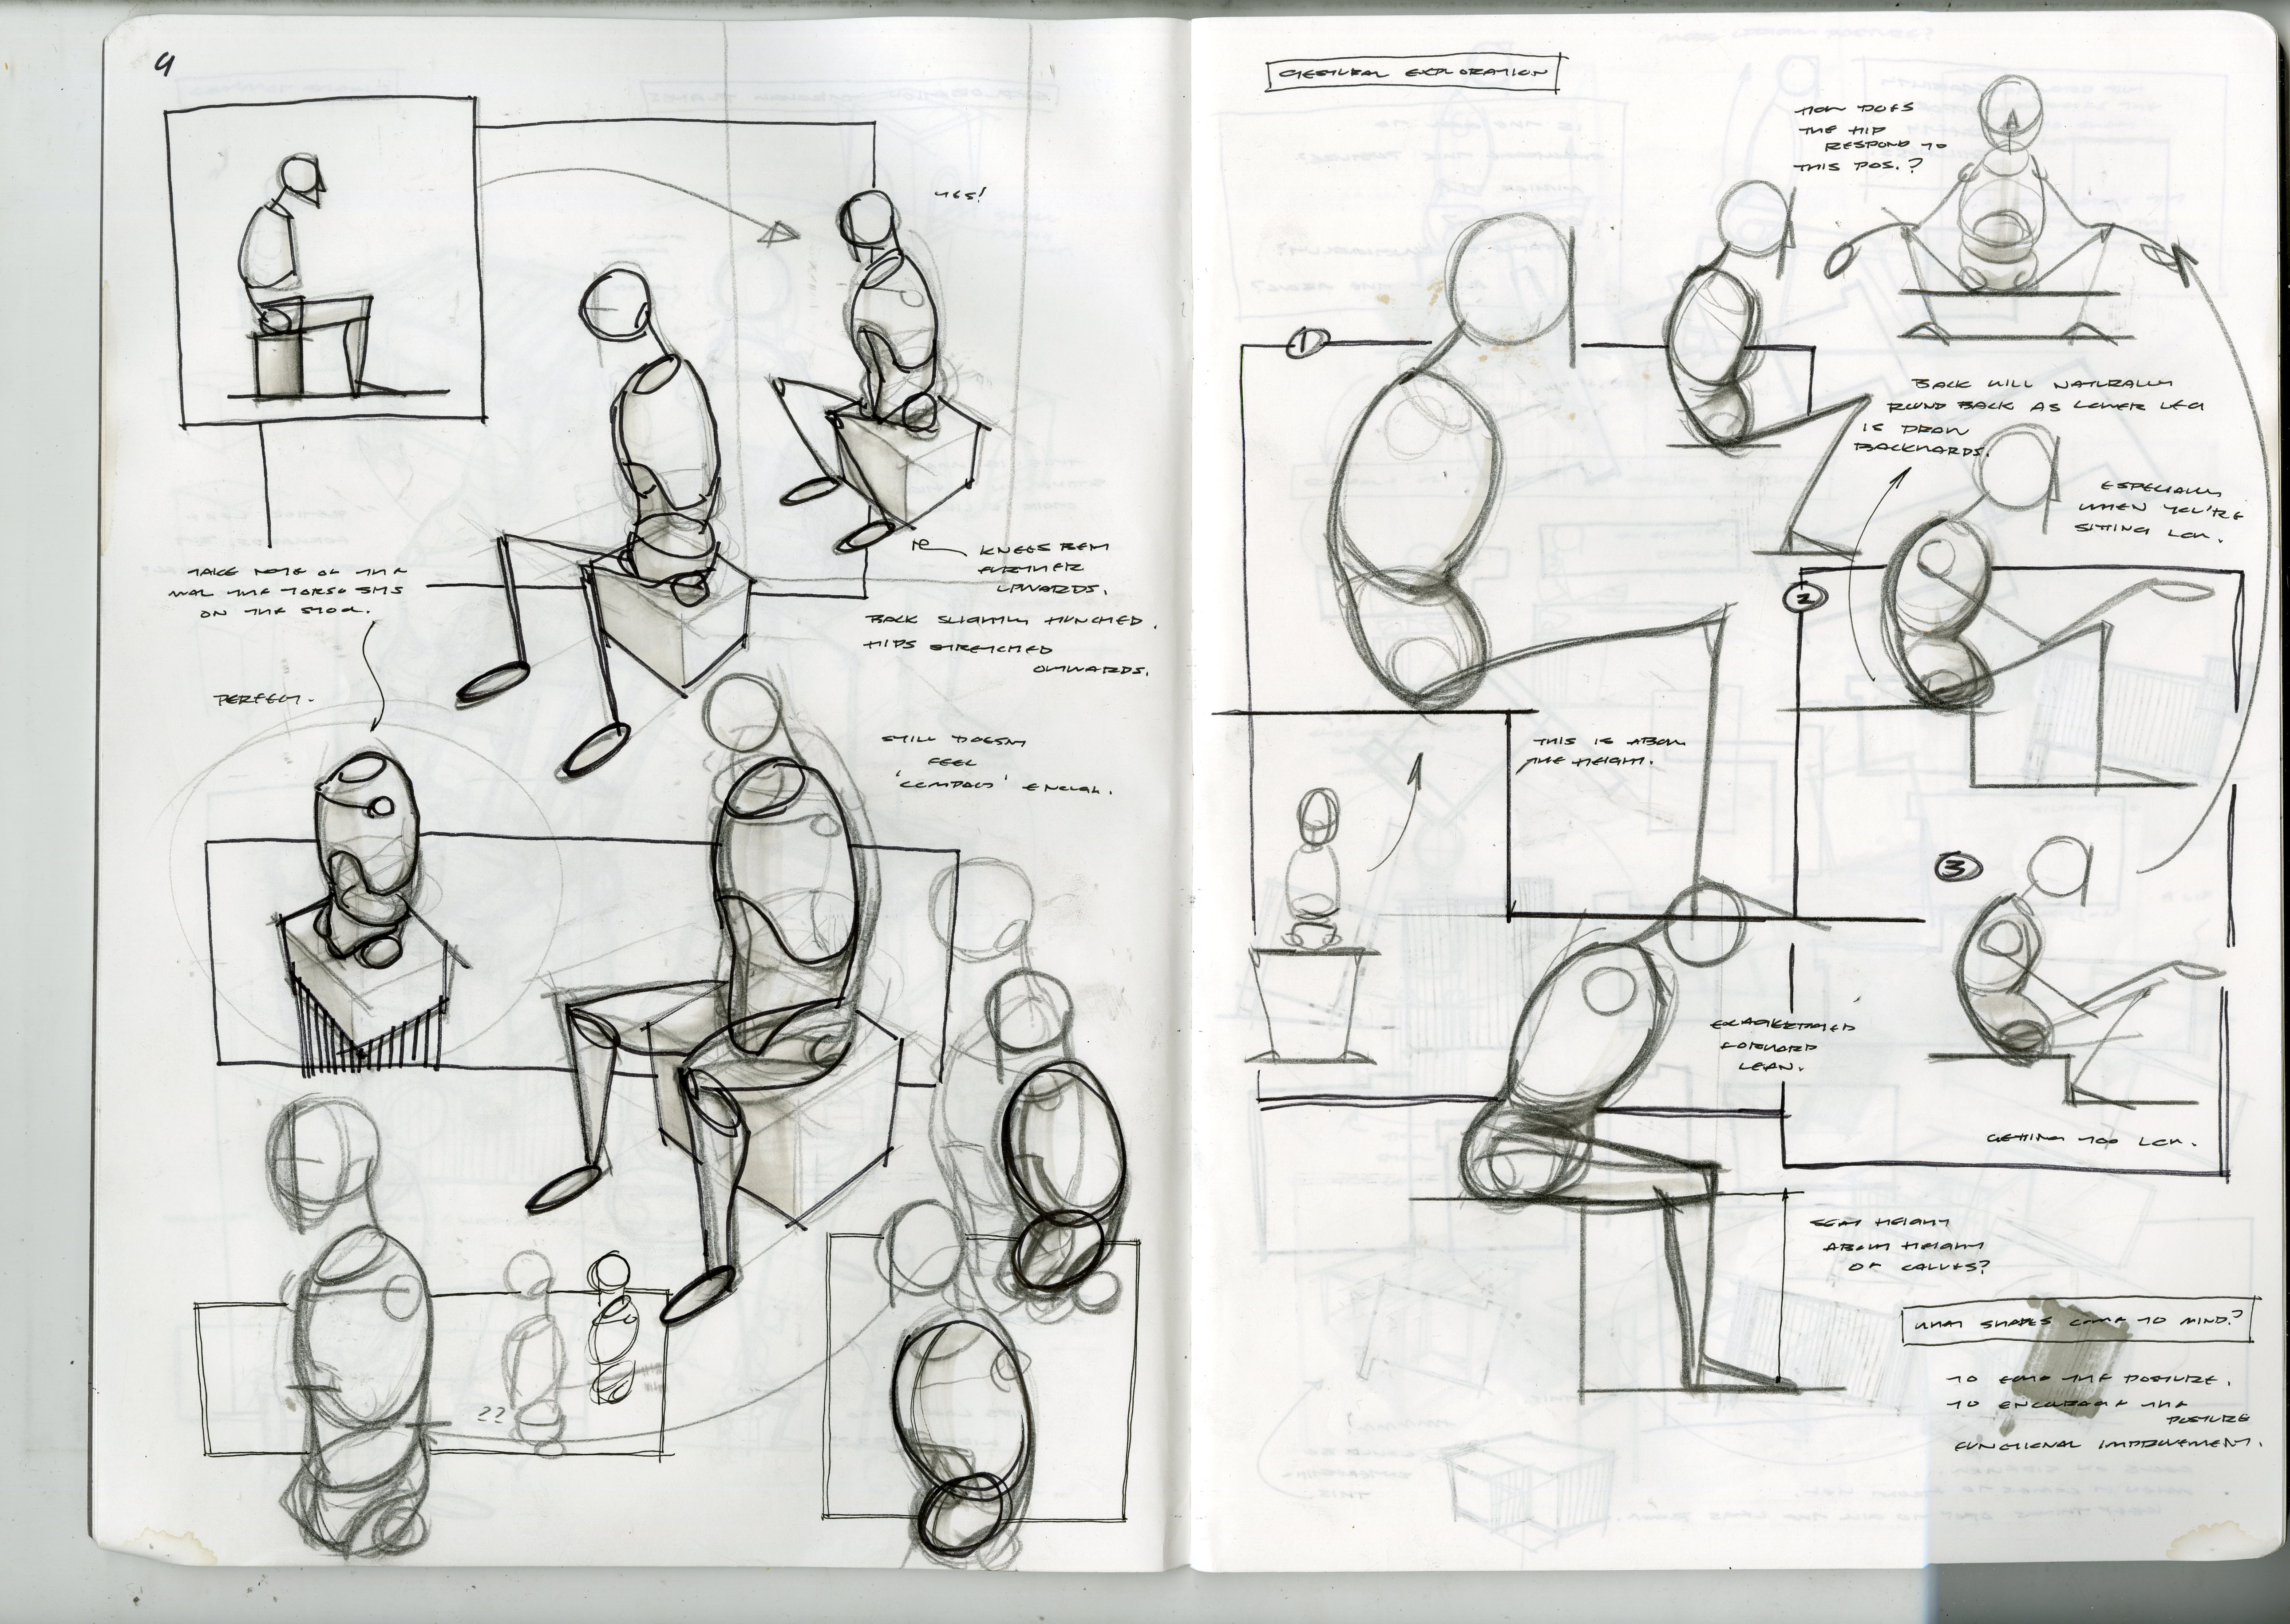 9
YES!
KNEES BEM
FURTHER
UPWARDS.
BACK SLIGHTLY HUNCHED.
HIPS STRETCHED
OUTWARDS.
TAKE NOTE OF THE
WAY THE TORSO SITS
ON THE STOOL.
PERFECT.
STILL DOESN'T
FEEL
'COMPACT' ENOUGH.
??
GESTURAL EXPLORATION
HOW DOES
THE HIP
RESPOND TO
THIS POS.?
1
BACK WILL NATURALLY
ROUND BACK AS LOWER LEG
IS DRAWN
BACKWARDS.
ESPECIALLY
WHEN YOU'RE
SITTING LOW.
2
THIS IS ABOUT
THE HEIGHT.
3
EXAGGERATED
FORWARD
LEAN.
GETTING TOO LOW.
SEAT HEIGHT
ABOUT HEIGHT
OF CALVES?
WHAT SHAPES COME TO MIND?
TO ECHO THE POSTURE.
TO ENCOURAGE THE
POSTURE
FUNCTIONAL IMPROVEMENT.